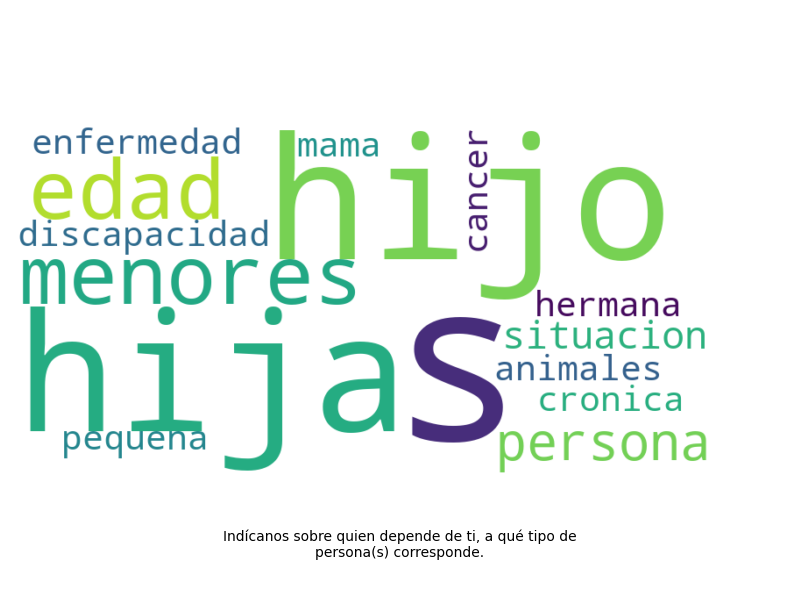 enfermedad
mama
cancer
hijo
edad
discapacidad
menores
hermana
hija
s
situacion
animales
cronica
pequeña
persona
Indícanos sobre quien depende de ti, a qué tipo de
persona(s) corresponde.